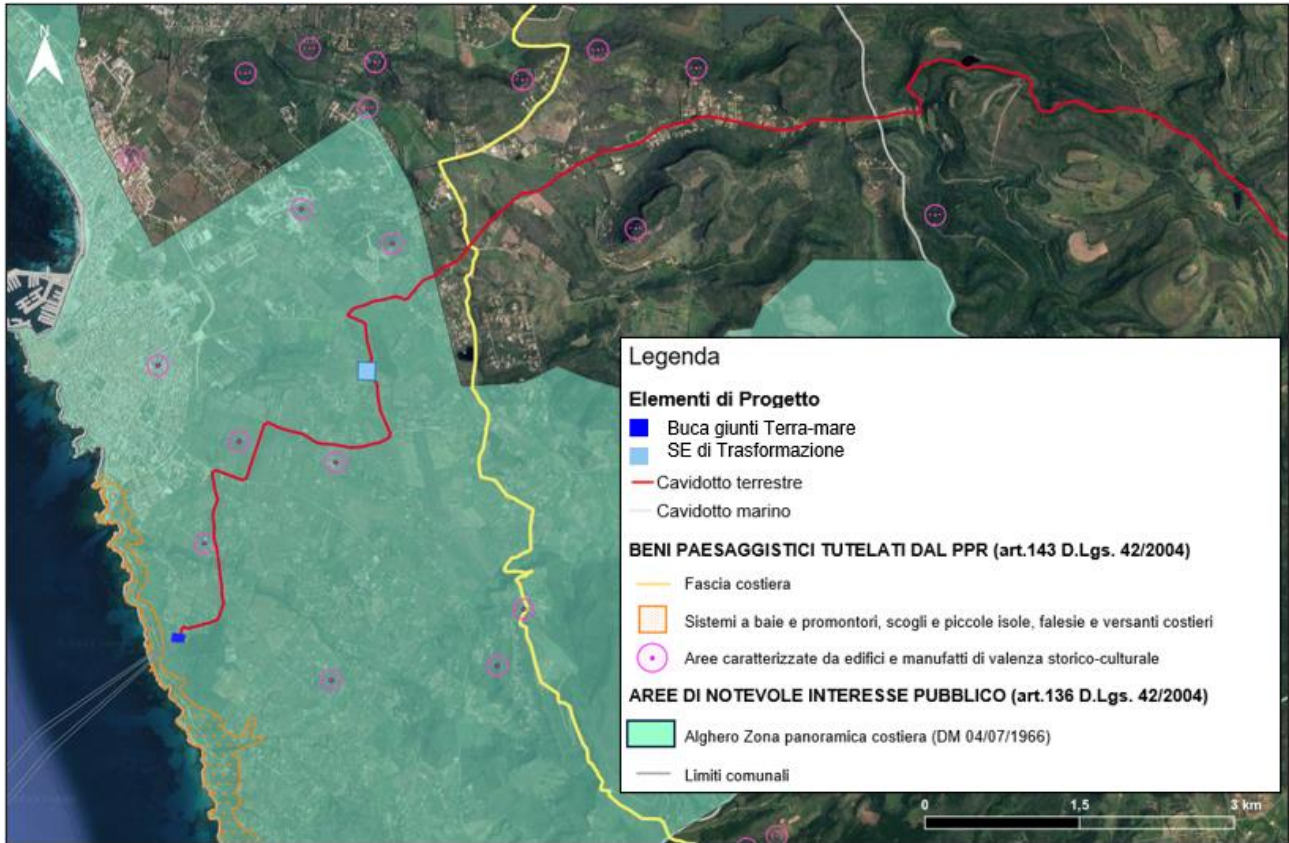 N
Legenda
Elementi di Progetto
Buca giunti Terra-mare
SE di Trasformazione
Cavidotto terrestre
Cavidotto marino
BENI PAESAGGISTICI TUTELATI DAL PPR (art.143 D.Lgs. 42/2004)
Fascia costiera
Sistemi a baie e promontori, scogli e piccole isole, falesie e versanti costieri
Aree caratterizzate da edifici e manufatti di valenza storico-culturale
AREE DI NOTEVOLE INTERESSE PUBBLICO (art.136 D.Lgs. 42/2004)
Alghero Zona panoramica costiera (DM 04/07/1966)
Limiti comunali
0 1,5 3 km